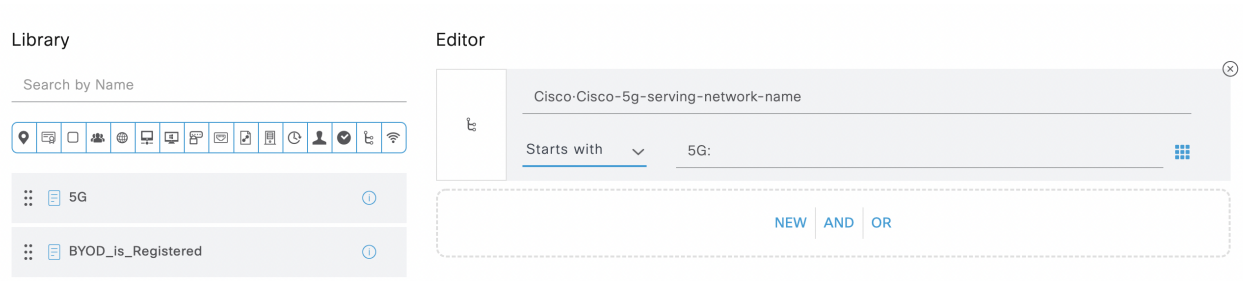 Library
Search by Name
5G
BYOD_is_Registered
Editor
Cisco·Cisco-5g-serving-network-name
Starts with
5G:
NEW
AND
OR